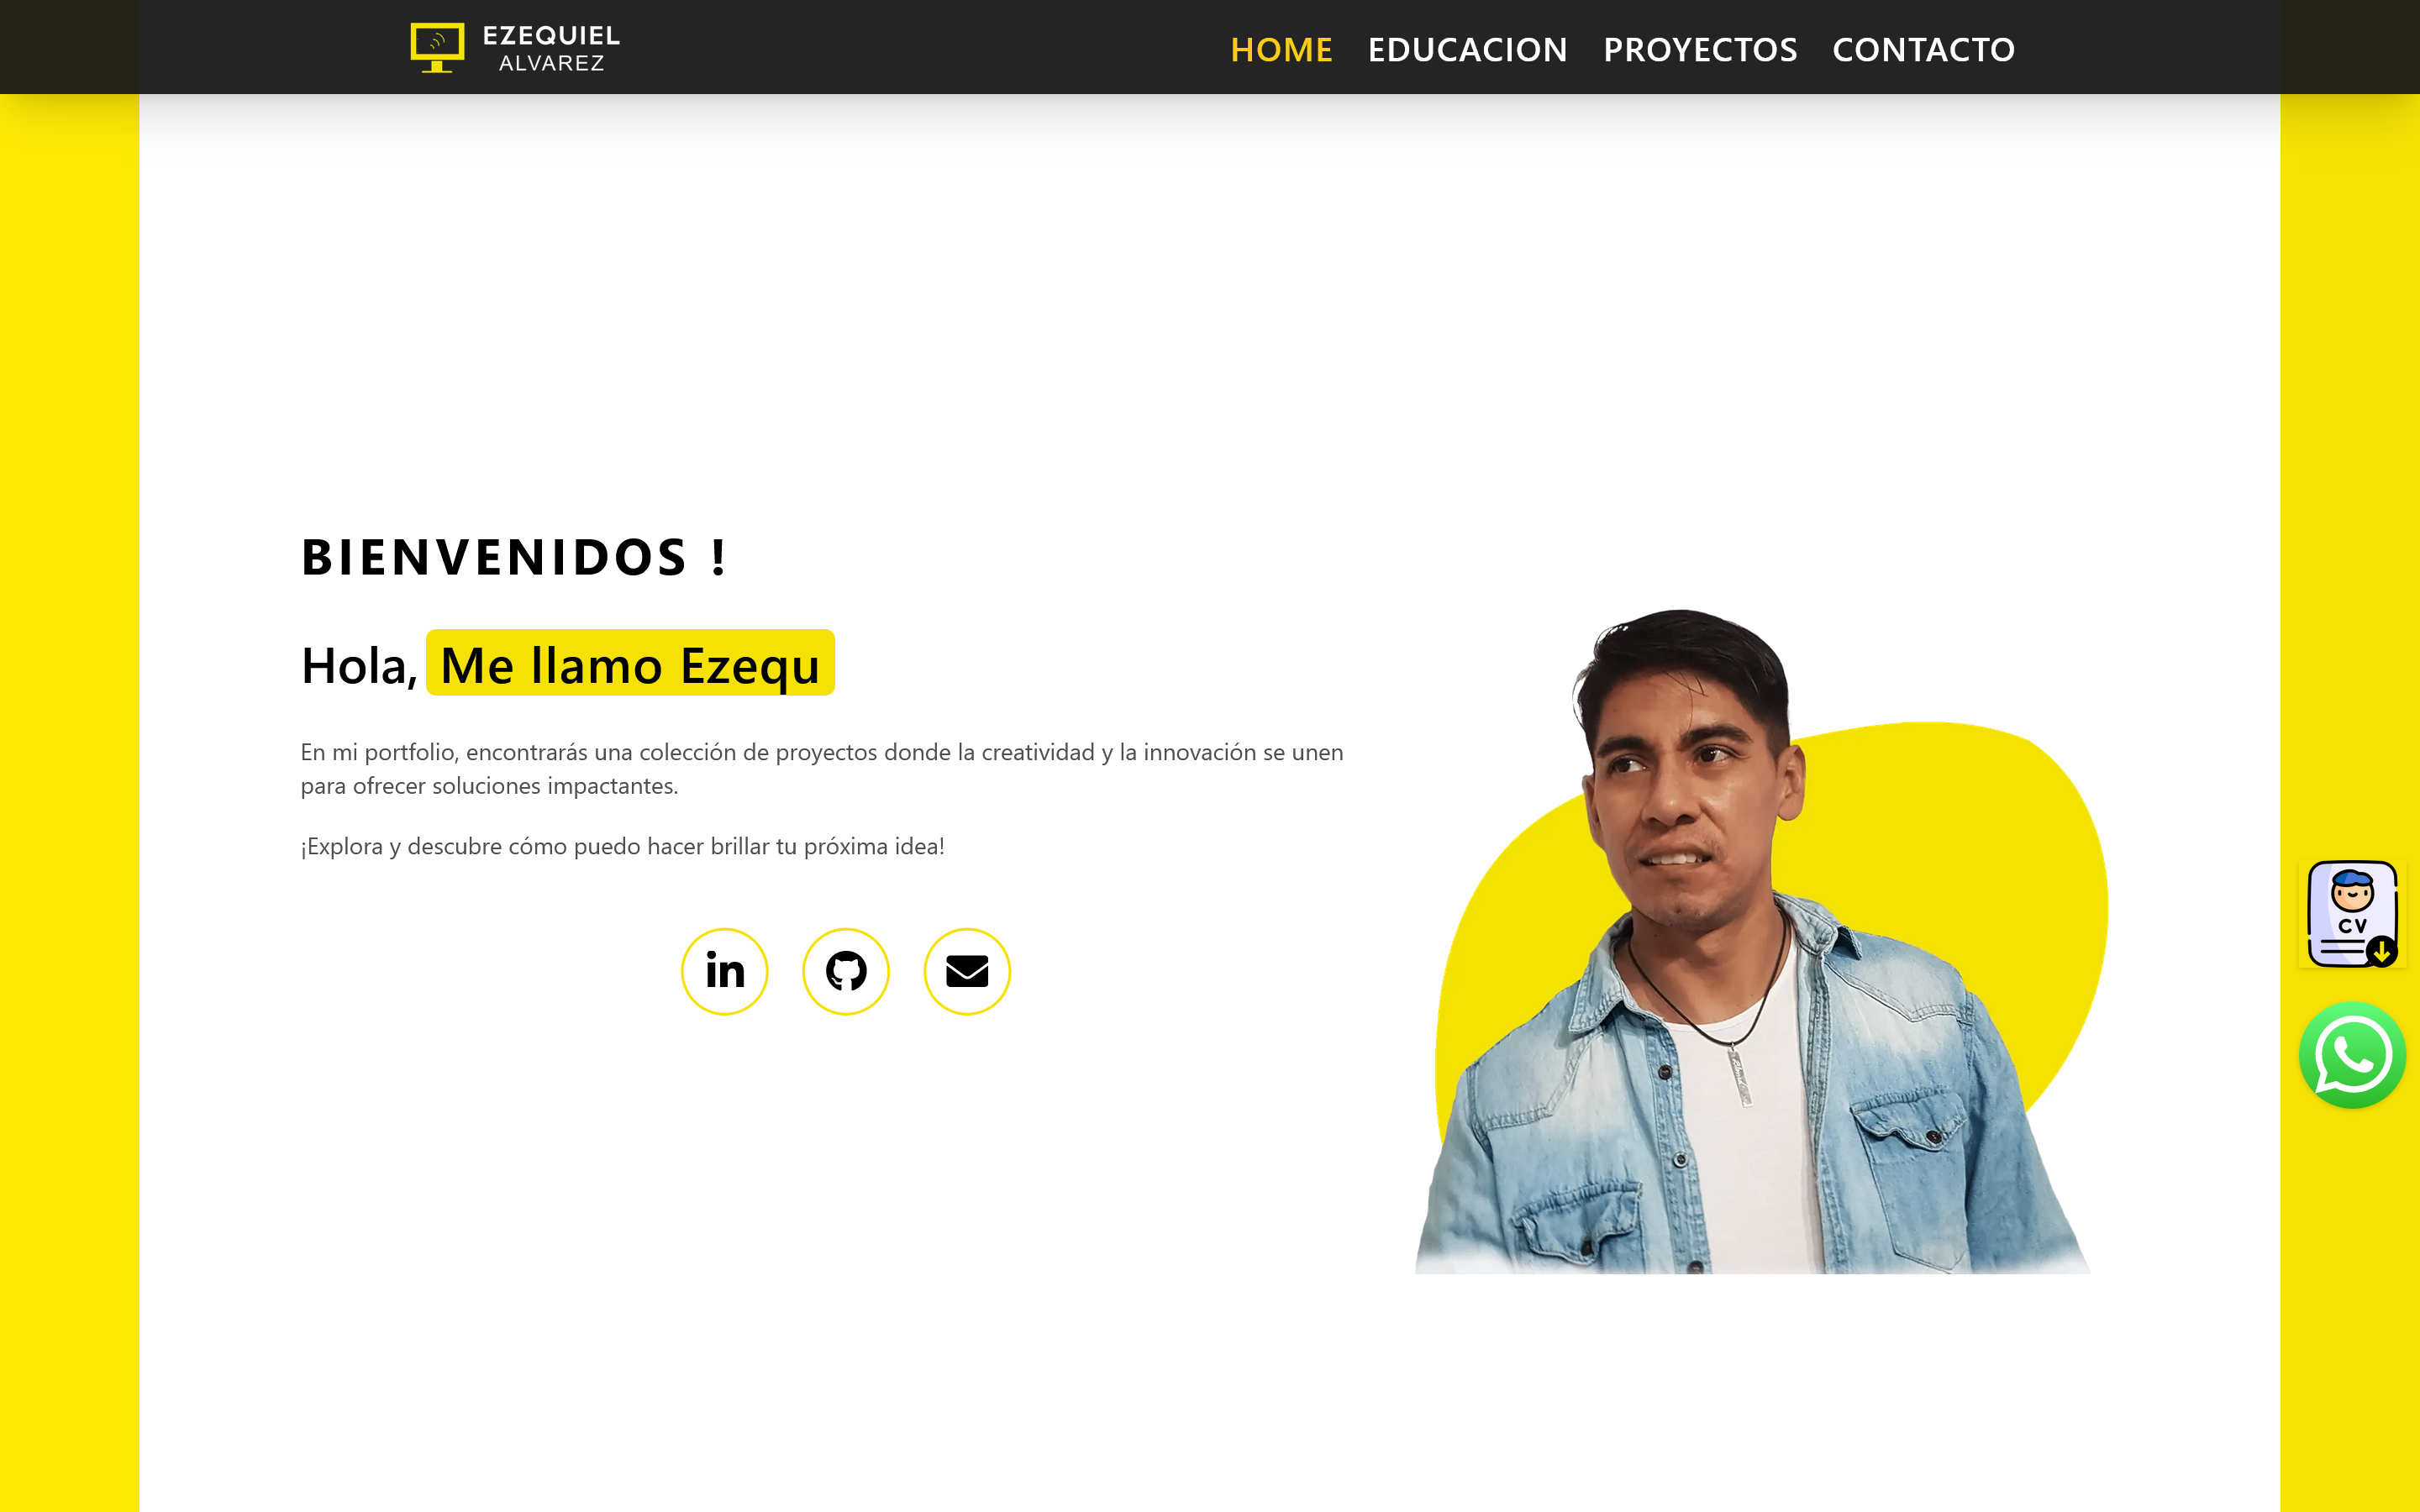 EZEQUIEL
ALVAREZ
HOME EDUCACION PROYECTOS CONTACTO
BIENVENIDOS !
Hola, Me llamo Ezequ
En mi portfolio, encontrarás una colección de proyectos donde la creatividad y la innovación se unen
para ofrecer soluciones impactantes.
¡Explora y descubre cómo puedo hacer brillar tu próxima idea!
in
CV